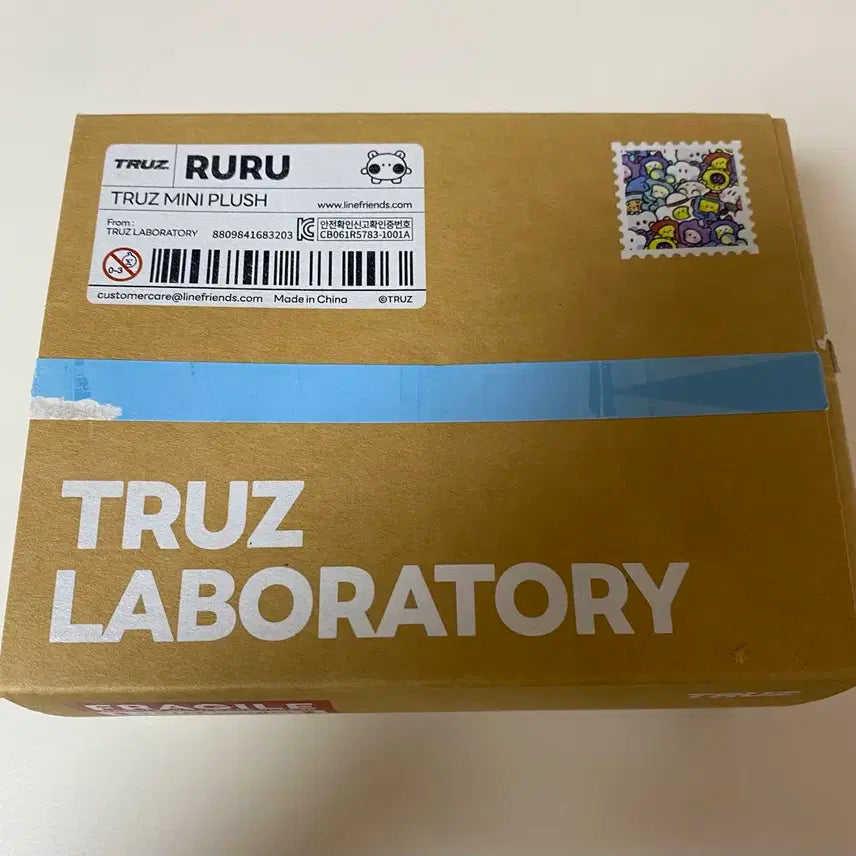 TRUZ RURU
TRUZ MINI PLUSH www.linefriends.com
From :
TRUZ LABORATORY 8809841683203 안전확인신고확인증번호
CB061R5783-1001A
0-3
customercare@linefriends.com Made in China ©TRUZ
TRUZ
LABORATORY
FRAGILE
TRUZ